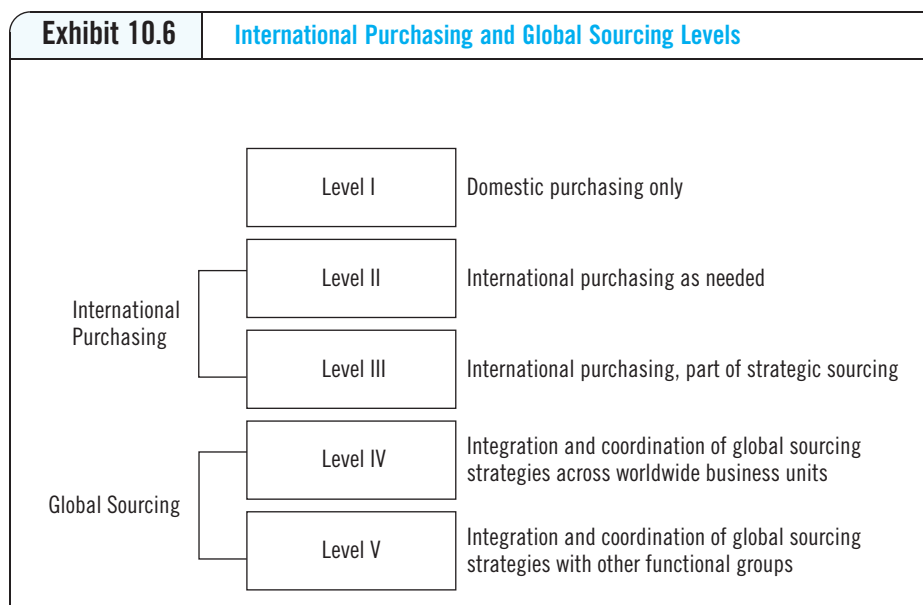 Exhibit 10.6
International Purchasing and Global Sourcing Levels
Level I
Domestic purchasing only
Level II
International purchasing as needed
International
Purchasing
Level III
International purchasing, part of strategic sourcing
Level IV
Integration and coordination of global sourcing
strategies across worldwide business units
Global Sourcing
Level V
Integration and coordination of global sourcing
strategies with other functional groups